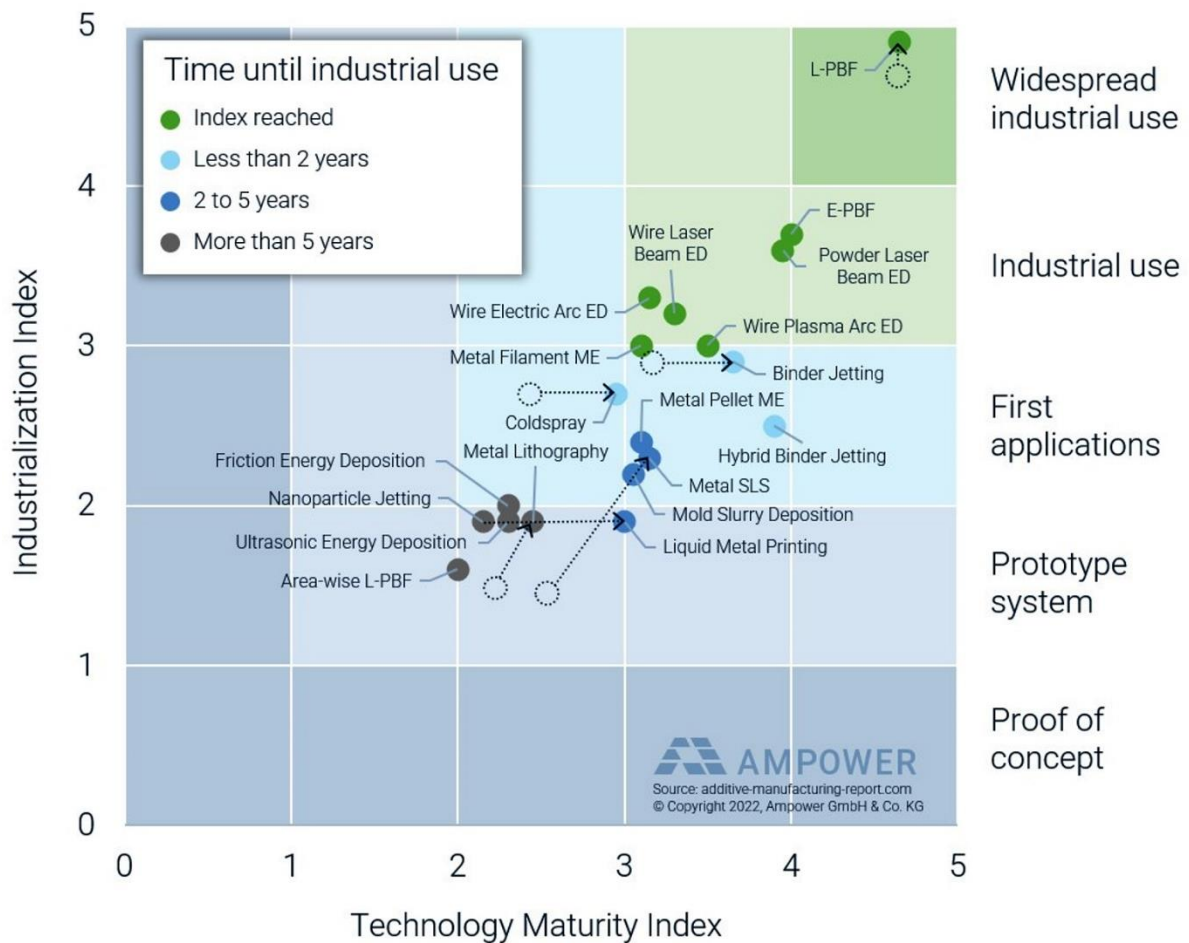 Time until industrial use
Index reached
Less than 2 years
2 to 5 years
More than 5 years
Industrialization Index
5
4
3
2
1
0
0
1
2
3
4
5
Technology Maturity Index
L-PBF
E-PBF
Powder Laser
Beam ED
Wire Laser
Beam ED
Wire Electric Arc ED
Wire Plasma Arc ED
Metal Filament ME
Binder Jetting
Metal Pellet ME
Coldspray
Metal Lithography
Hybrid Binder Jetting
Friction Energy Deposition
Metal SLS
Nanoparticle Jetting
Mold Slurry Deposition
Ultrasonic Energy Deposition
Liquid Metal Printing
Area-wise L-PBF
Widespread
industrial use
Industrial use
First
applications
Prototype
system
Proof of
concept
AMPOWER
Source: additive-manufacturing-report.com
© Copyright 2022, Ampower GmbH & Co. KG